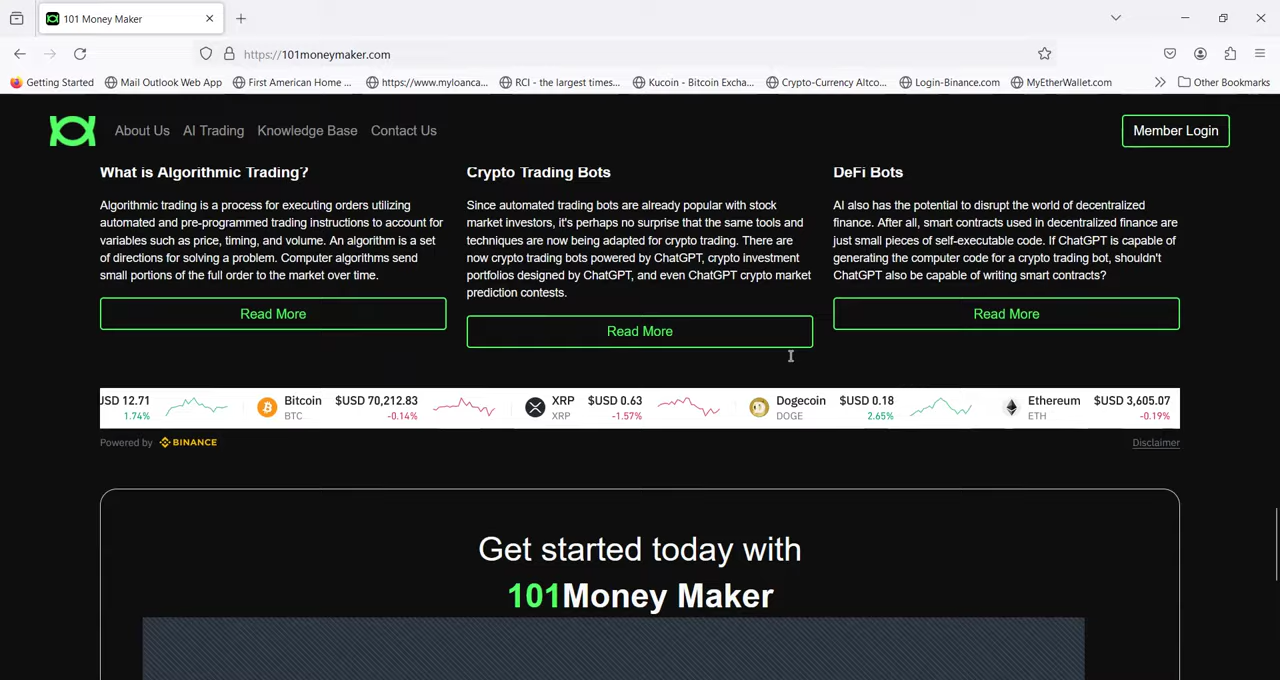 101 Money Maker
https://101moneymaker.com
Getting Started
Mail Outlook Web App
First American Home ...
https://www.myloanca...
RCI - the largest times...
Kucoin - Bitcoin Excha...
Crypto-Currency Altco...
Login-Binance.com
MyEtherWallet.com
Other Bookmarks
About Us
AI Trading
Knowledge Base
Contact Us
Member Login
What is Algorithmic Trading?
Algorithmic trading is a process for executing orders utilizing
automated and pre-programmed trading instructions to account for
variables such as price, timing, and volume. An algorithm is a set
of directions for solving a problem. Computer algorithms send
small portions of the full order to the market over time.
Read More
Crypto Trading Bots
Since automated trading bots are already popular with stock
market investors, it's perhaps no surprise that the same tools and
techniques are now being adapted for crypto trading. There are
now crypto trading bots powered by ChatGPT, crypto investment
portfolios designed by ChatGPT, and even ChatGPT crypto market
prediction contests.
Read More
DeFi Bots
AI also has the potential to disrupt the world of decentralized
finance. After all, smart contracts used in decentralized finance are
just small pieces of self-executable code. If ChatGPT is capable of
generating the computer code for a crypto trading bot, shouldn't
ChatGPT also be capable of writing smart contracts?
Read More
USD 12.71
1.74%
Bitcoin $USD 70,212.83
BTC -0.14%
XRP $USD 0.63
XRP -1.57%
Dogecoin $USD 0.18
DOGE 2.65%
Ethereum $USD 3,605.07
ETH -0.19%
Powered by BINANCE
Disclaimer
Get started today with
101Money Maker